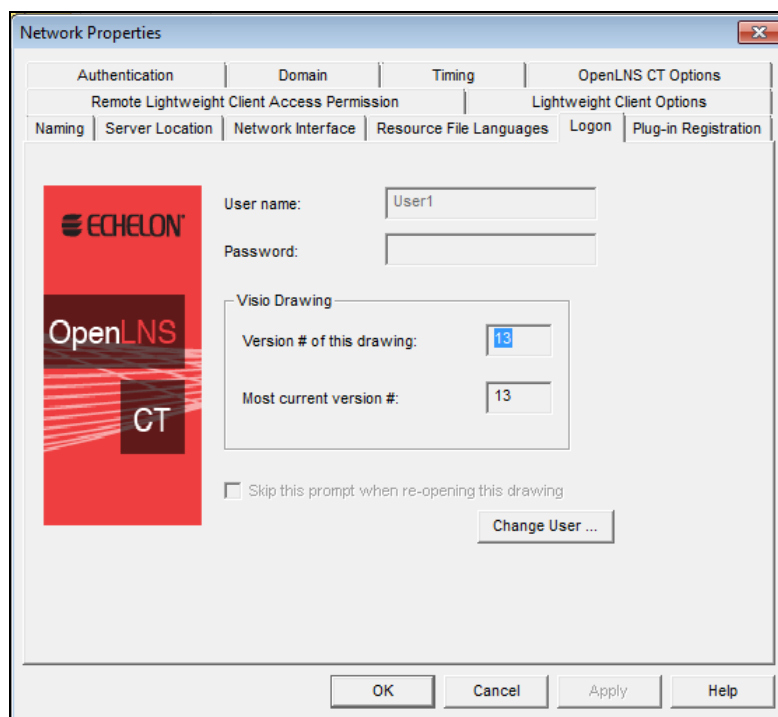 Network Properties
Authentication Domain Timing OpenLNS CT Options
Remote Lightweight Client Access Permission Lightweight Client Options
Naming Server Location Network Interface Resource File Languages Logon Plug-in Registration
ECHELON
OpenLNS
CT
User name: User1
Password:
Visio Drawing
Version # of this drawing: 13
Most current version #: 13
Skip this prompt when re-opening this drawing
Change User ...
OK Cancel Apply Help